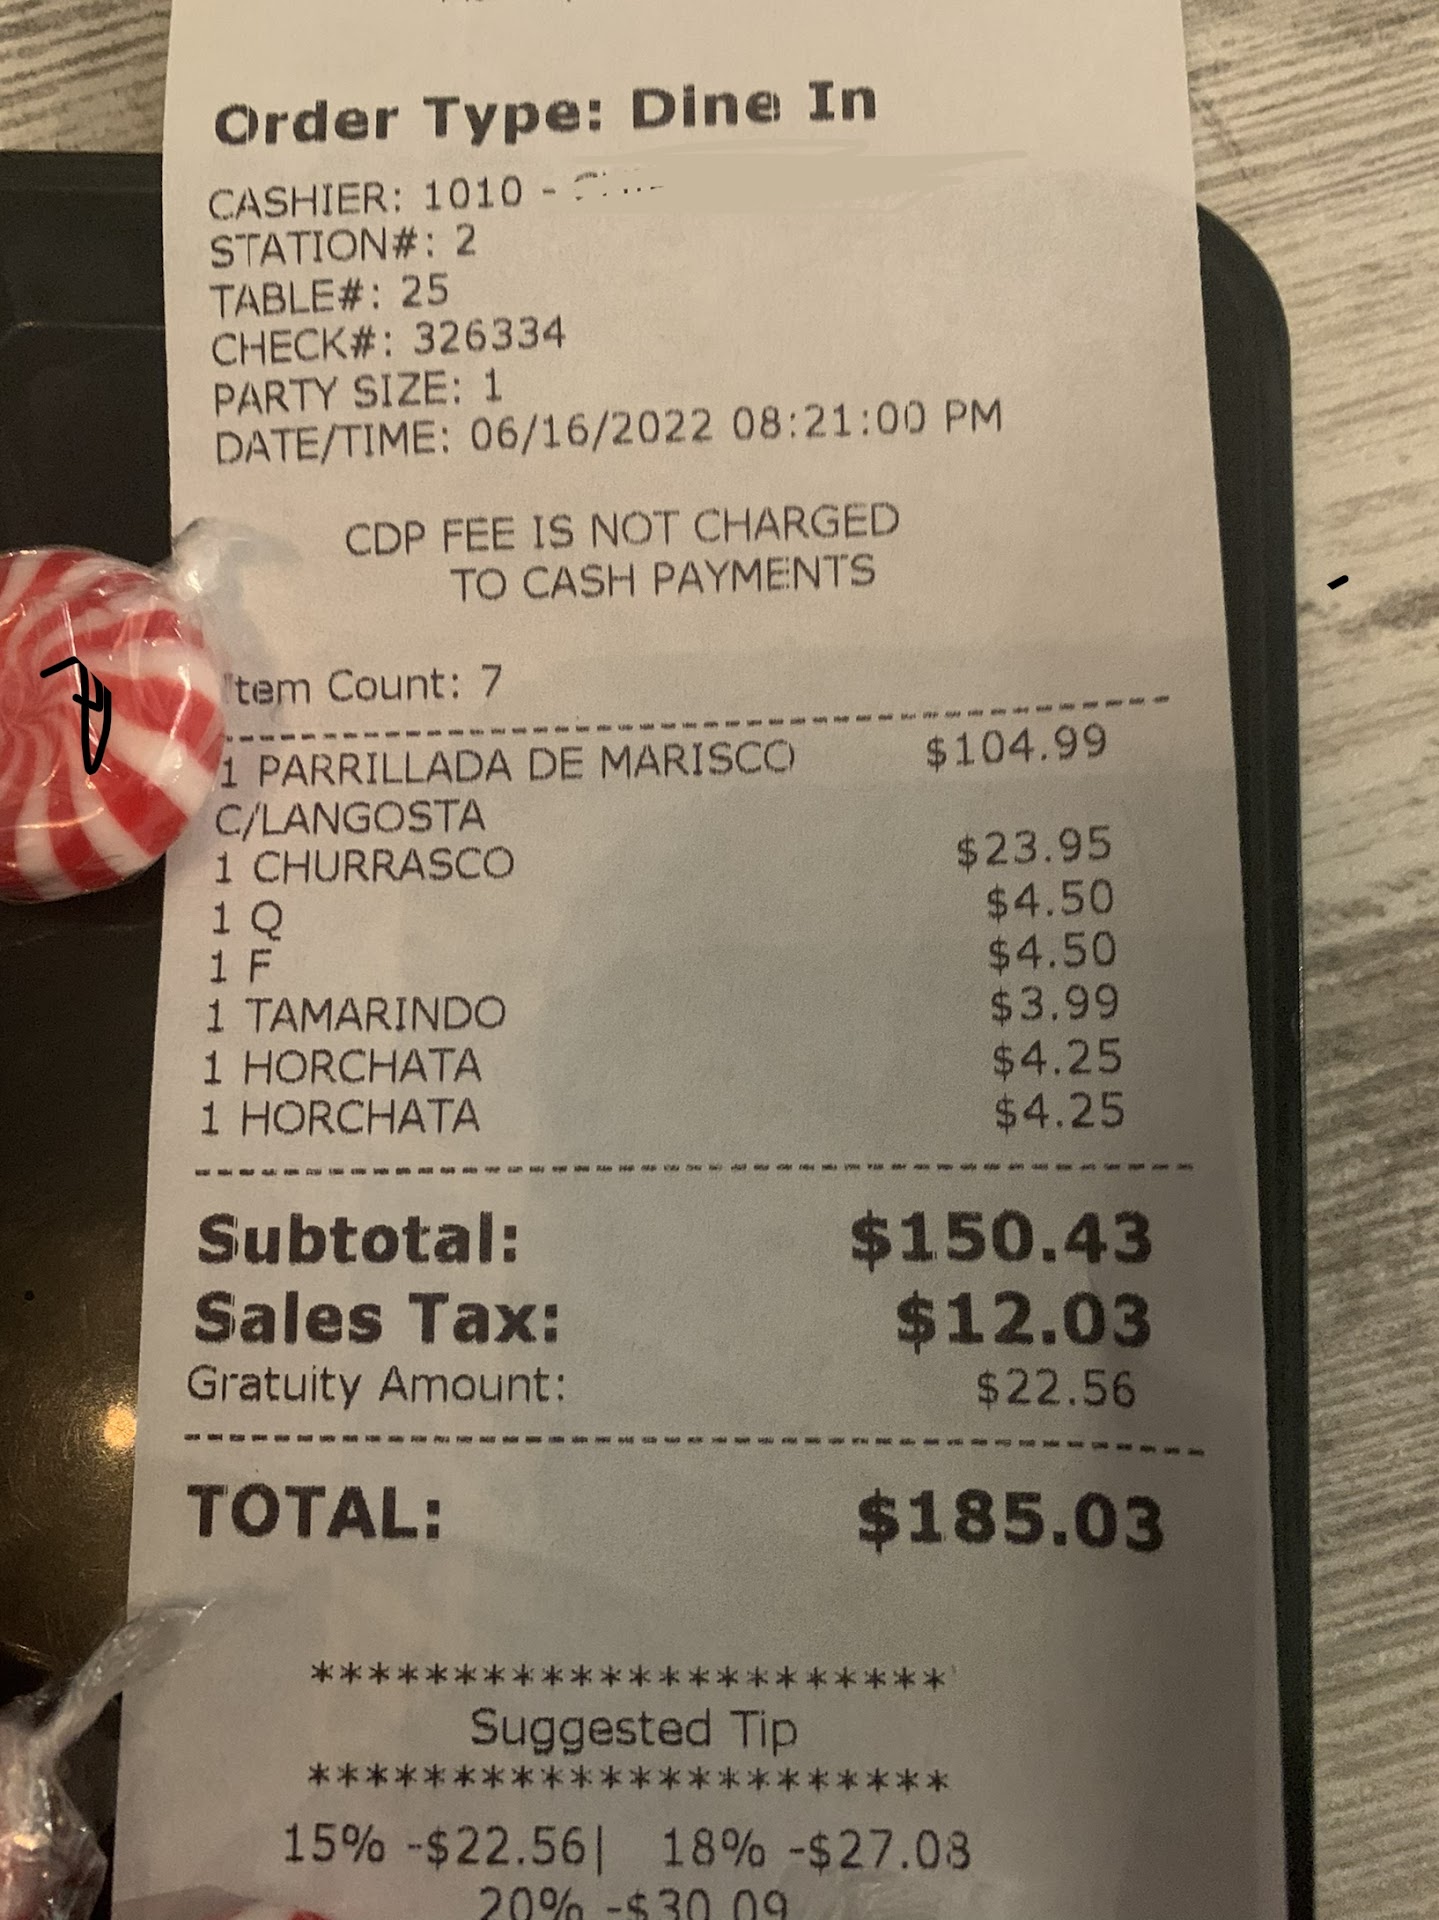 Order Type: Dine In
CASHIER: 1010 -
STATION#: 2
TABLE#: 25
CHECK#: 326334
PARTY SIZE: 1
DATE/TIME: 06/16/2022 08:21:00 PM
CDP FEE IS NOT CHARGED
TO CASH PAYMENTS
Item Count: 7
1 PARRILLADA DE MARISCO $104.99
C/LANGOSTA
1 CHURRASCO $23.95
1 Q $4.50
1 F $4.50
1 TAMARINDO $3.99
1 HORCHATA $4.25
1 HORCHATA $4.25
Subtotal: $150.43
Sales Tax: $12.03
Gratuity Amount: $22.56
TOTAL: $185.03
**********************
Suggested Tip
**********************
15% -$22.56| 18% -$27.08
20% -$30.09